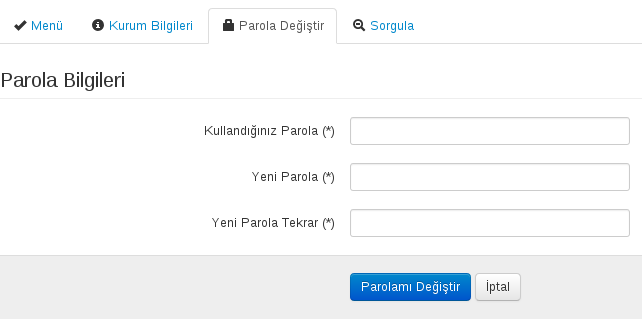 Menü Kurum Bilgileri Parola Değiştir Sorgula
Parola Bilgileri
Kullandığınız Parola (*)
Yeni Parola (*)
Yeni Parola Tekrar (*)
Parolamı Değiştir İptal